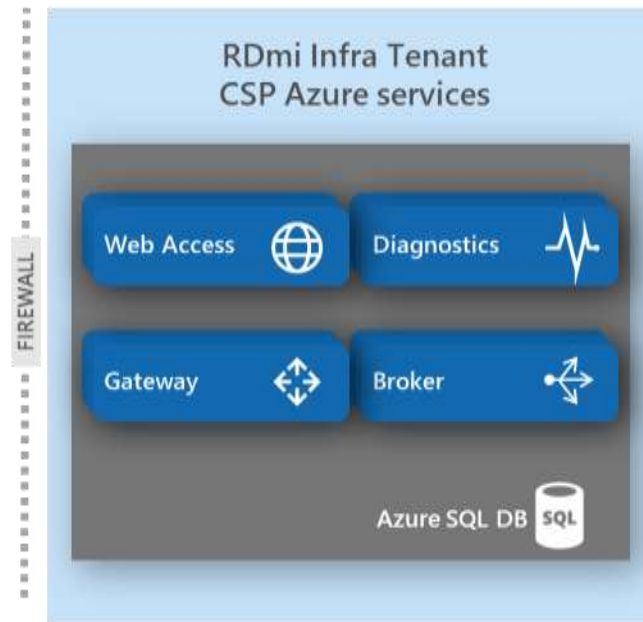 RDmi Infra Tenant
CSP Azure services
FIREWALL
Web Access
Diagnostics
Gateway
Broker
Azure SQL DB
SQL